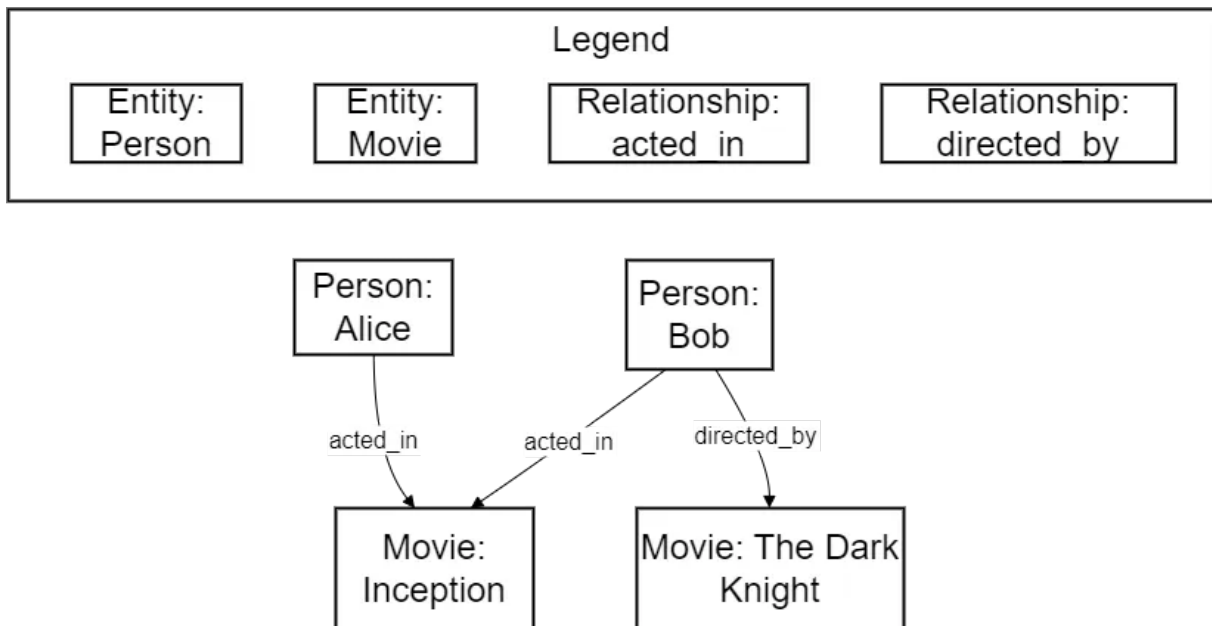 Legend
Entity:
Person
Entity:
Movie
Relationship:
acted_in
Relationship:
directed_by
Person:
Alice
Person:
Bob
acted_in
acted_in
directed_by
Movie:
Inception
Movie: The Dark
Knight